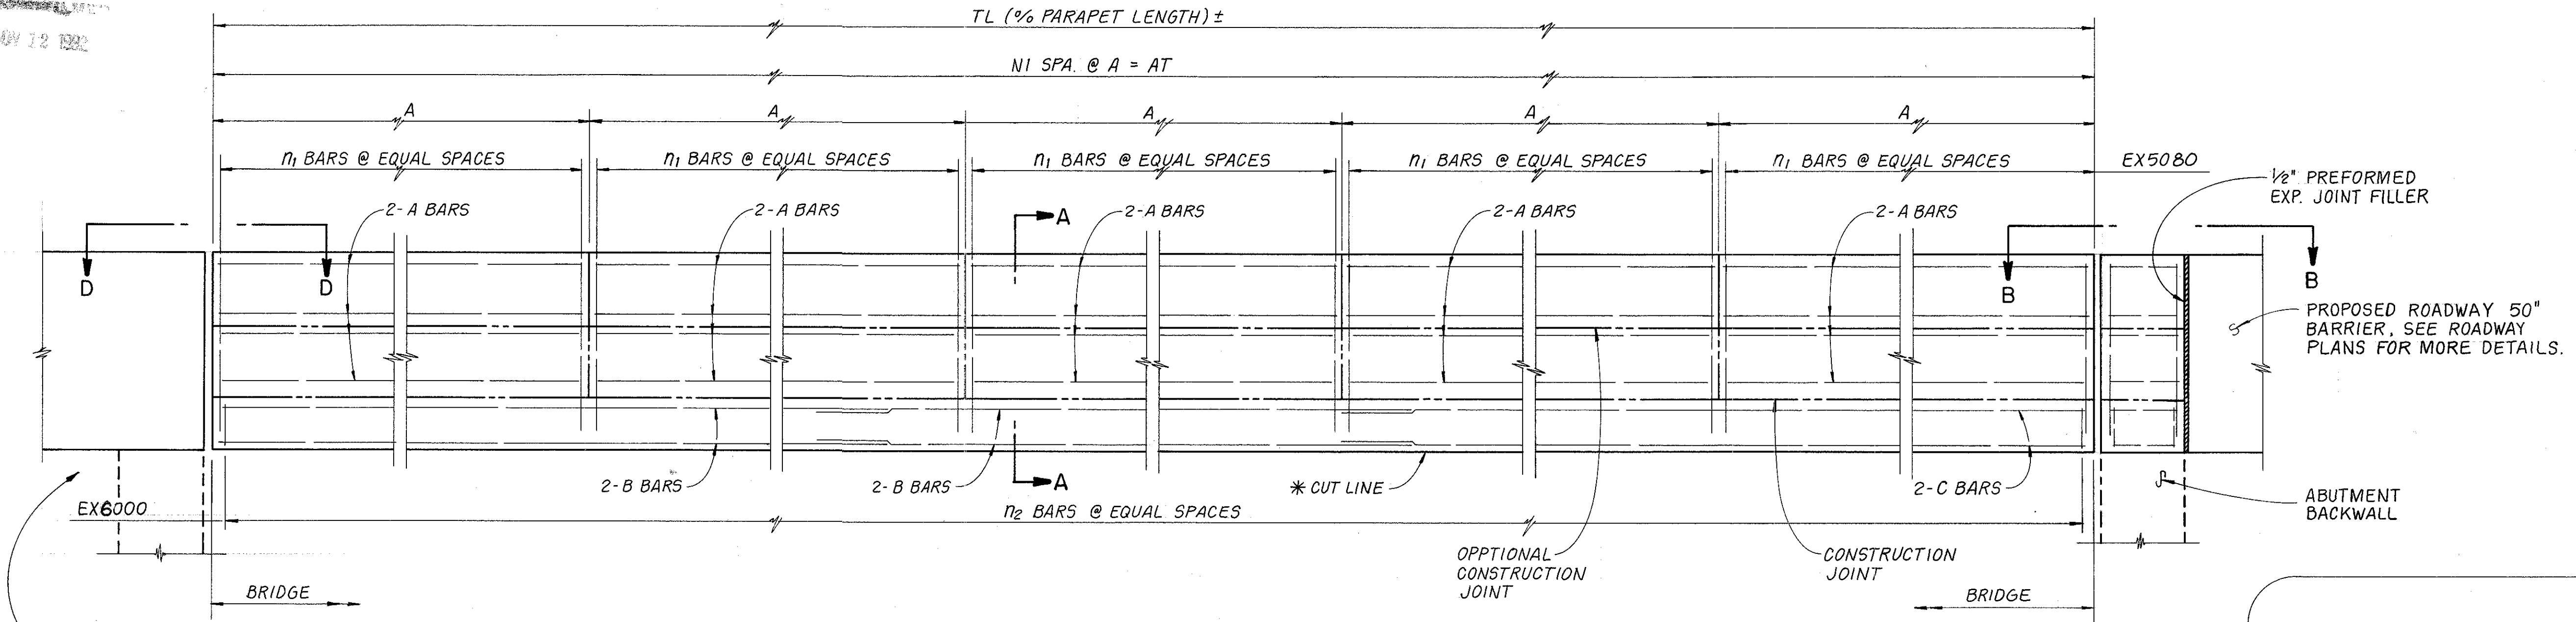 NOV 12 1992
TL (% PARAPET LENGTH) ±
N1 SPA. @ A = AT
A
A
A
A
A
n1 BARS @ EQUAL SPACES
n1 BARS @ EQUAL SPACES
n1 BARS @ EQUAL SPACES
n1 BARS @ EQUAL SPACES
n1 BARS @ EQUAL SPACES
EX5080
1/2" PREFORMED
EXP. JOINT FILLER
2-A BARS
2-A BARS
A
2-A BARS
2-A BARS
2-A BARS
D
D
B
B
PROPOSED ROADWAY 50"
BARRIER, SEE ROADWAY
PLANS FOR MORE DETAILS.
2-B BARS
2-B BARS
A
* CUT LINE
2-C BARS
EX6000
n2 BARS @ EQUAL SPACES
ABUTMENT
BACKWALL
OPPTIONAL
CONSTRUCTION
JOINT
CONSTRUCTION
JOINT
BRIDGE
BRIDGE